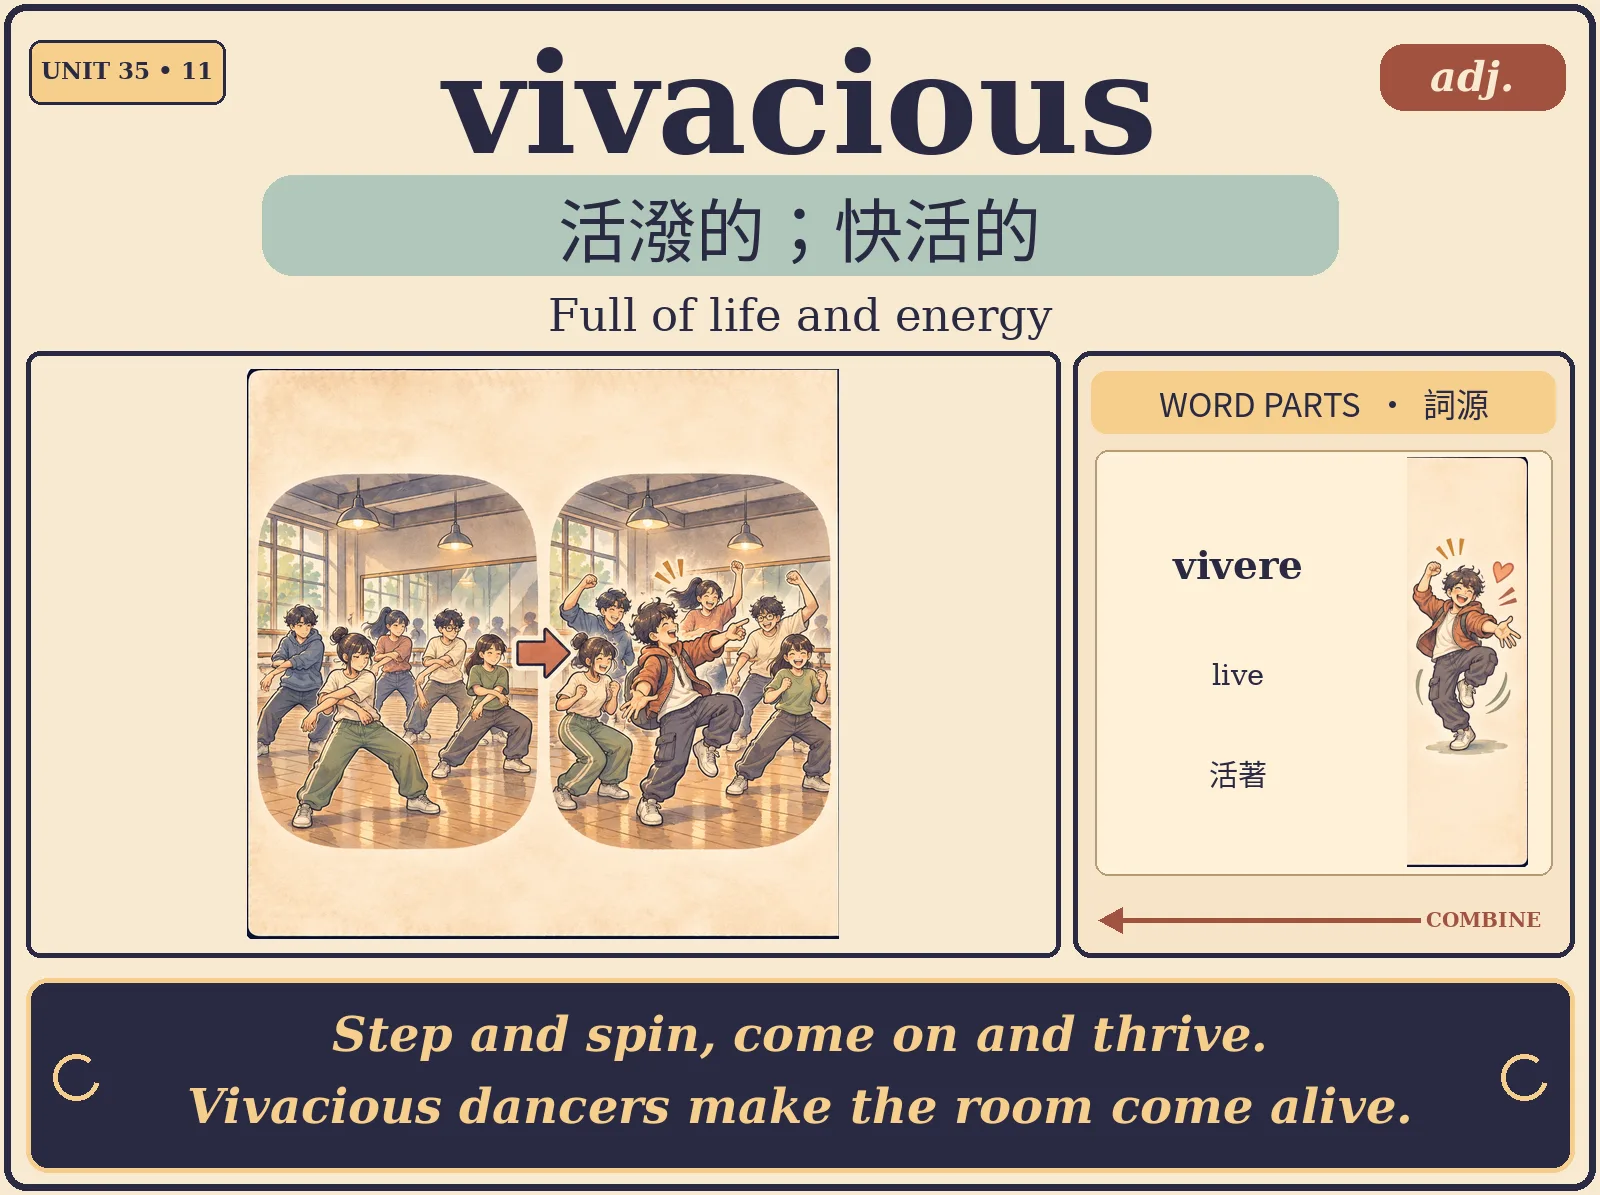 UNIT 35 • 11
vivacious
adj.
活潑的；快活的
Full of life and energy
WORD PARTS ・ 詞源
vivere
live
活著
COMBINE
Step and spin, come on and thrive.
Vivacious dancers make the room come alive.